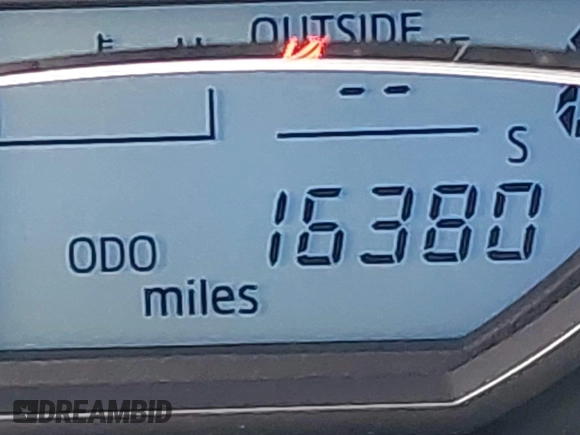 OUTSIDE
S
16380
ODO
miles
DREAMBID